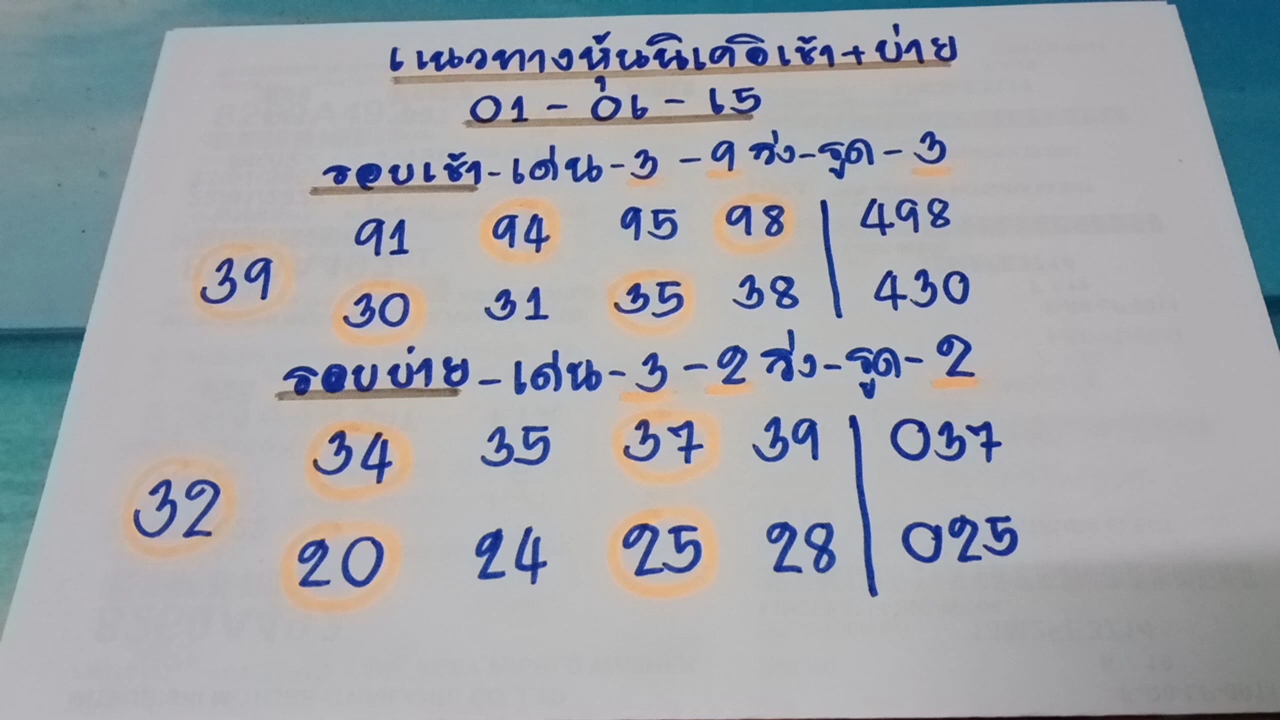 แนวทางหุ้นนิเคอิเช้า+บ่าย
01 - 06 - 65
รอบเช้า-เด่น-3-9วิ่ง-รูด-3
91 94 95 98 498
39
30 31 35 38 430
รอบบ่าย-เด่น-3-2วิ่ง-รูด-2
34 35 37 39 037
32
20 24 25 28 025